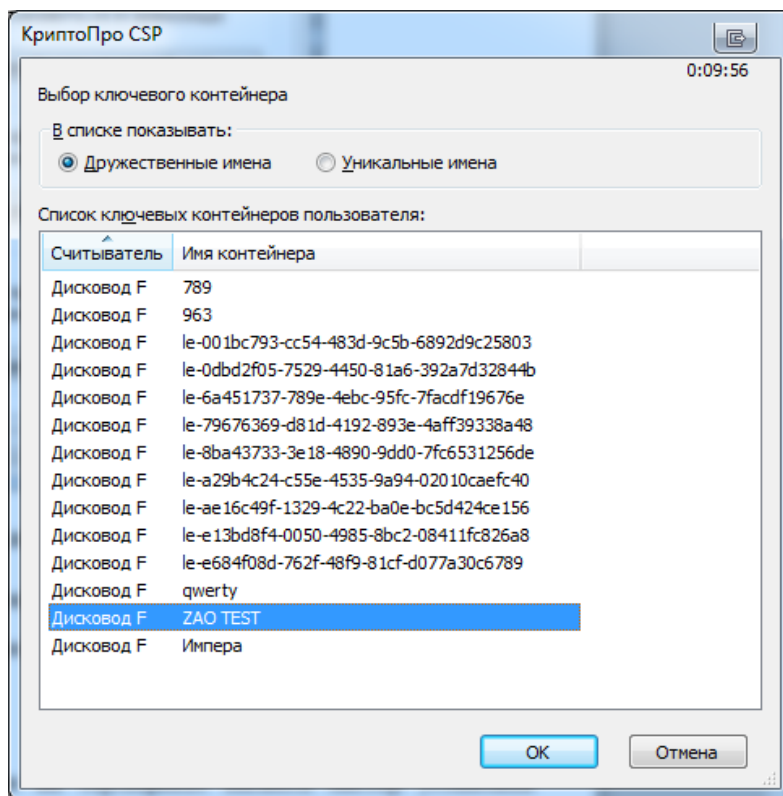 КриптоПро CSP
0:09:56
Выбор ключевого контейнера
В списке показывать:
Дружественные имена Уникальные имена
Список ключевых контейнеров пользователя:
Считыватель Имя контейнера
Дисковод F 789
Дисковод F 963
Дисковод F le-001bc793-cc54-483d-9c5b-6892d9c25803
Дисковод F le-0dbd2f05-7529-4450-81a6-392a7d32844b
Дисковод F le-6a451737-789e-4ebc-95fc-7facdf19676e
Дисковод F le-79676369-d81d-4192-893e-4aff39338a48
Дисковод F le-8ba43733-3e18-4890-9dd0-7fc6531256de
Дисковод F le-a29b4c24-c55e-4535-9a94-02010caefc40
Дисковод F le-ae16c49f-1329-4c22-ba0e-bc5d424ce156
Дисковод F le-e13bd8f4-0050-4985-8bc2-08411fc826a8
Дисковод F le-e684f08d-762f-48f9-81cf-d077a30c6789
Дисковод F qwerty
Дисковод F ZAO TEST
Дисковод F Импера
ОК Отмена